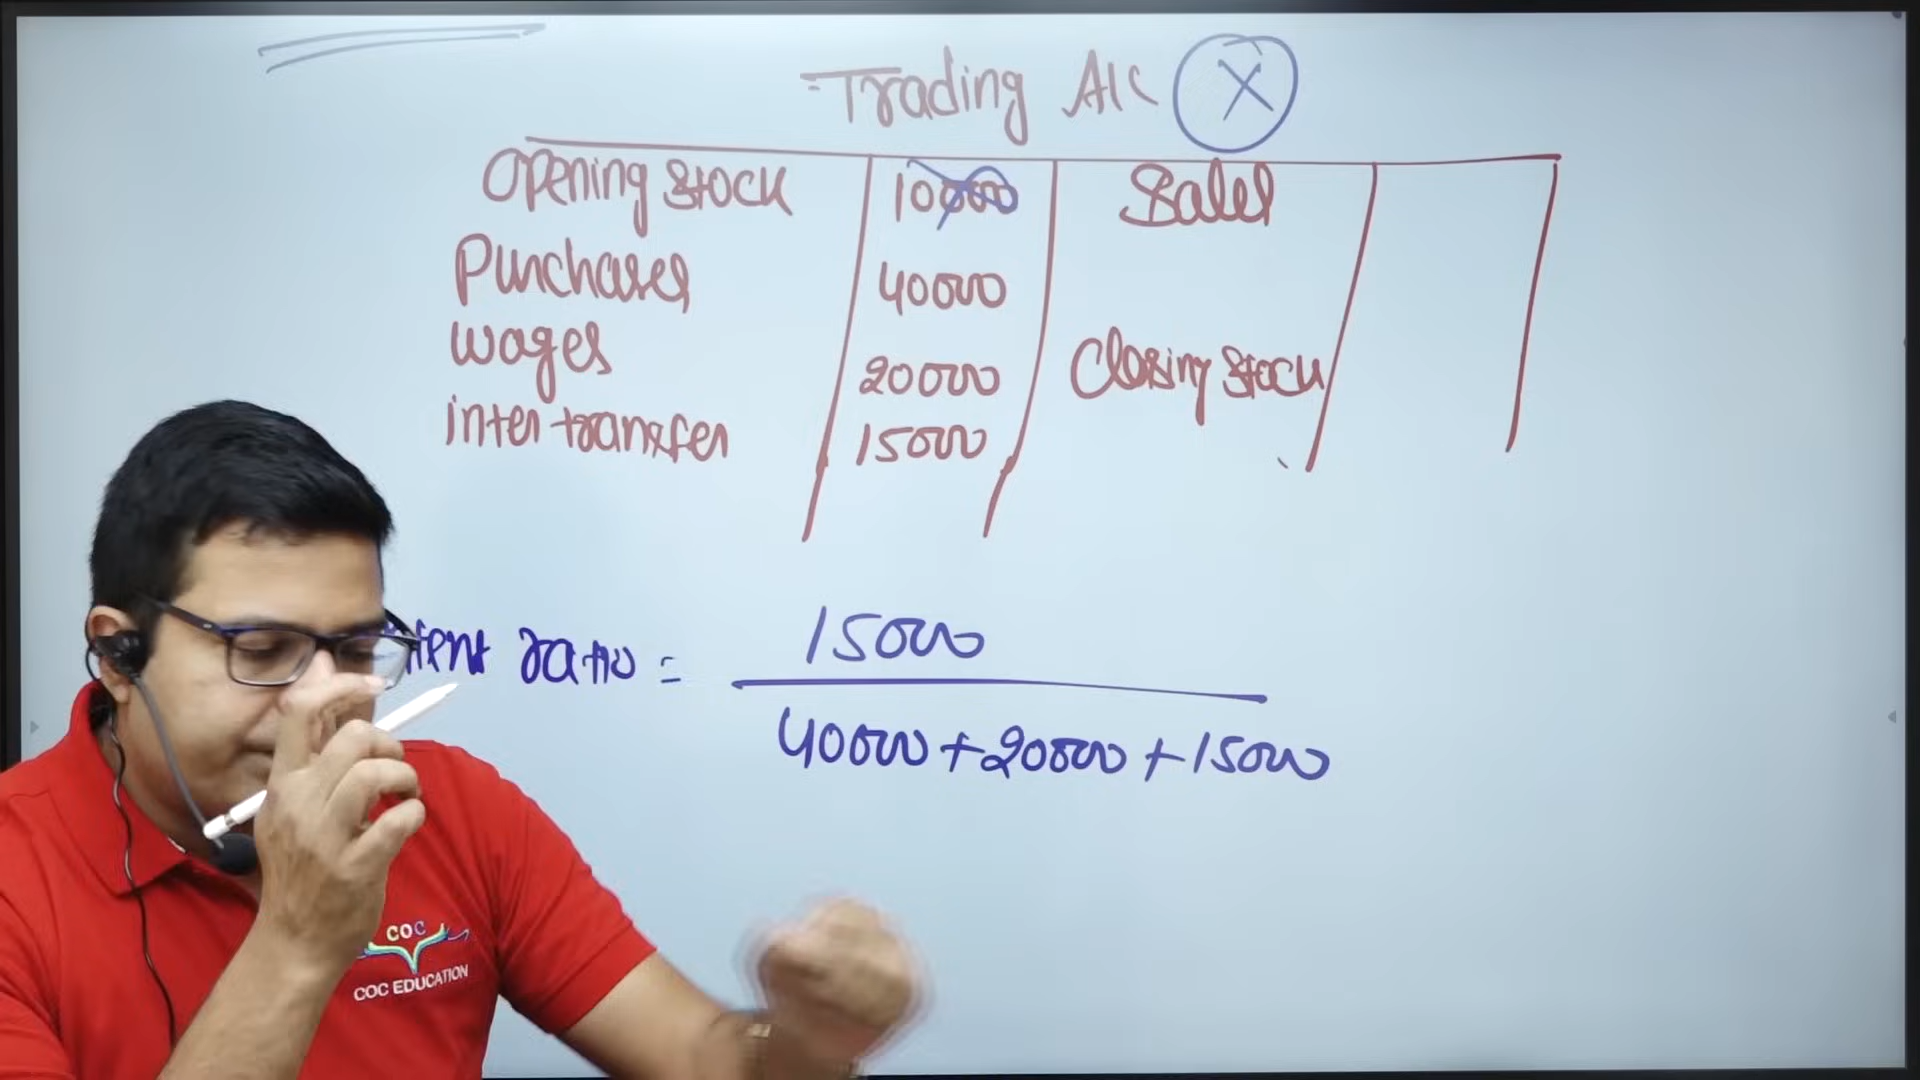 Trading A/C X
Opening Stock 10000 Sales
Purchases 40000
Wages 20000 Closing Stock
inter transfer 15000
ratio = 15000
40000 + 20000 + 15000
COC
COC EDUCATION